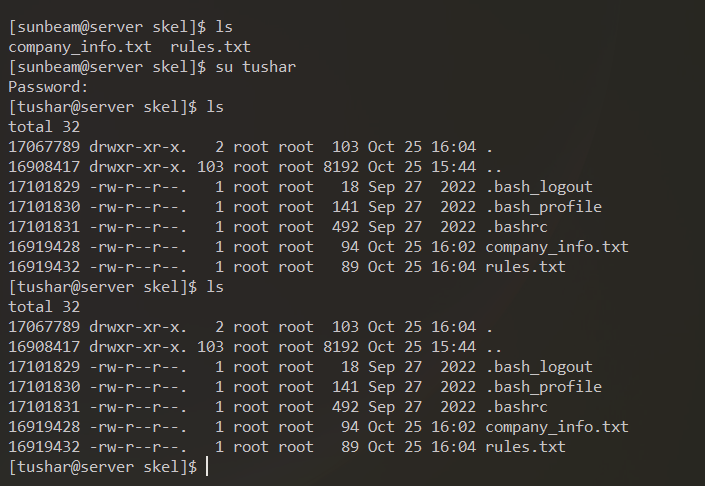 [sunbeam@server skel]$ ls
company_info.txt  rules.txt
[sunbeam@server skel]$ su tushar
Password:
[tushar@server skel]$ ls
total 32
17067789 drwxr-xr-x.   2 root root  103 Oct 25 16:04 .
16908417 drwxr-xr-x. 103 root root 8192 Oct 25 15:44 ..
17101829 -rw-r--r--.   1 root root   18 Sep 27  2022 .bash_logout
17101830 -rw-r--r--.   1 root root  141 Sep 27  2022 .bash_profile
17101831 -rw-r--r--.   1 root root  492 Sep 27  2022 .bashrc
16919428 -rw-r--r--.   1 root root   94 Oct 25 16:02 company_info.txt
16919432 -rw-r--r--.   1 root root   89 Oct 25 16:04 rules.txt
[tushar@server skel]$ ls
total 32
17067789 drwxr-xr-x.   2 root root  103 Oct 25 16:04 .
16908417 drwxr-xr-x. 103 root root 8192 Oct 25 15:44 ..
17101829 -rw-r--r--.   1 root root   18 Sep 27  2022 .bash_logout
17101830 -rw-r--r--.   1 root root  141 Sep 27  2022 .bash_profile
17101831 -rw-r--r--.   1 root root  492 Sep 27  2022 .bashrc
16919428 -rw-r--r--.   1 root root   94 Oct 25 16:02 company_info.txt
16919432 -rw-r--r--.   1 root root   89 Oct 25 16:04 rules.txt
[tushar@server skel]$